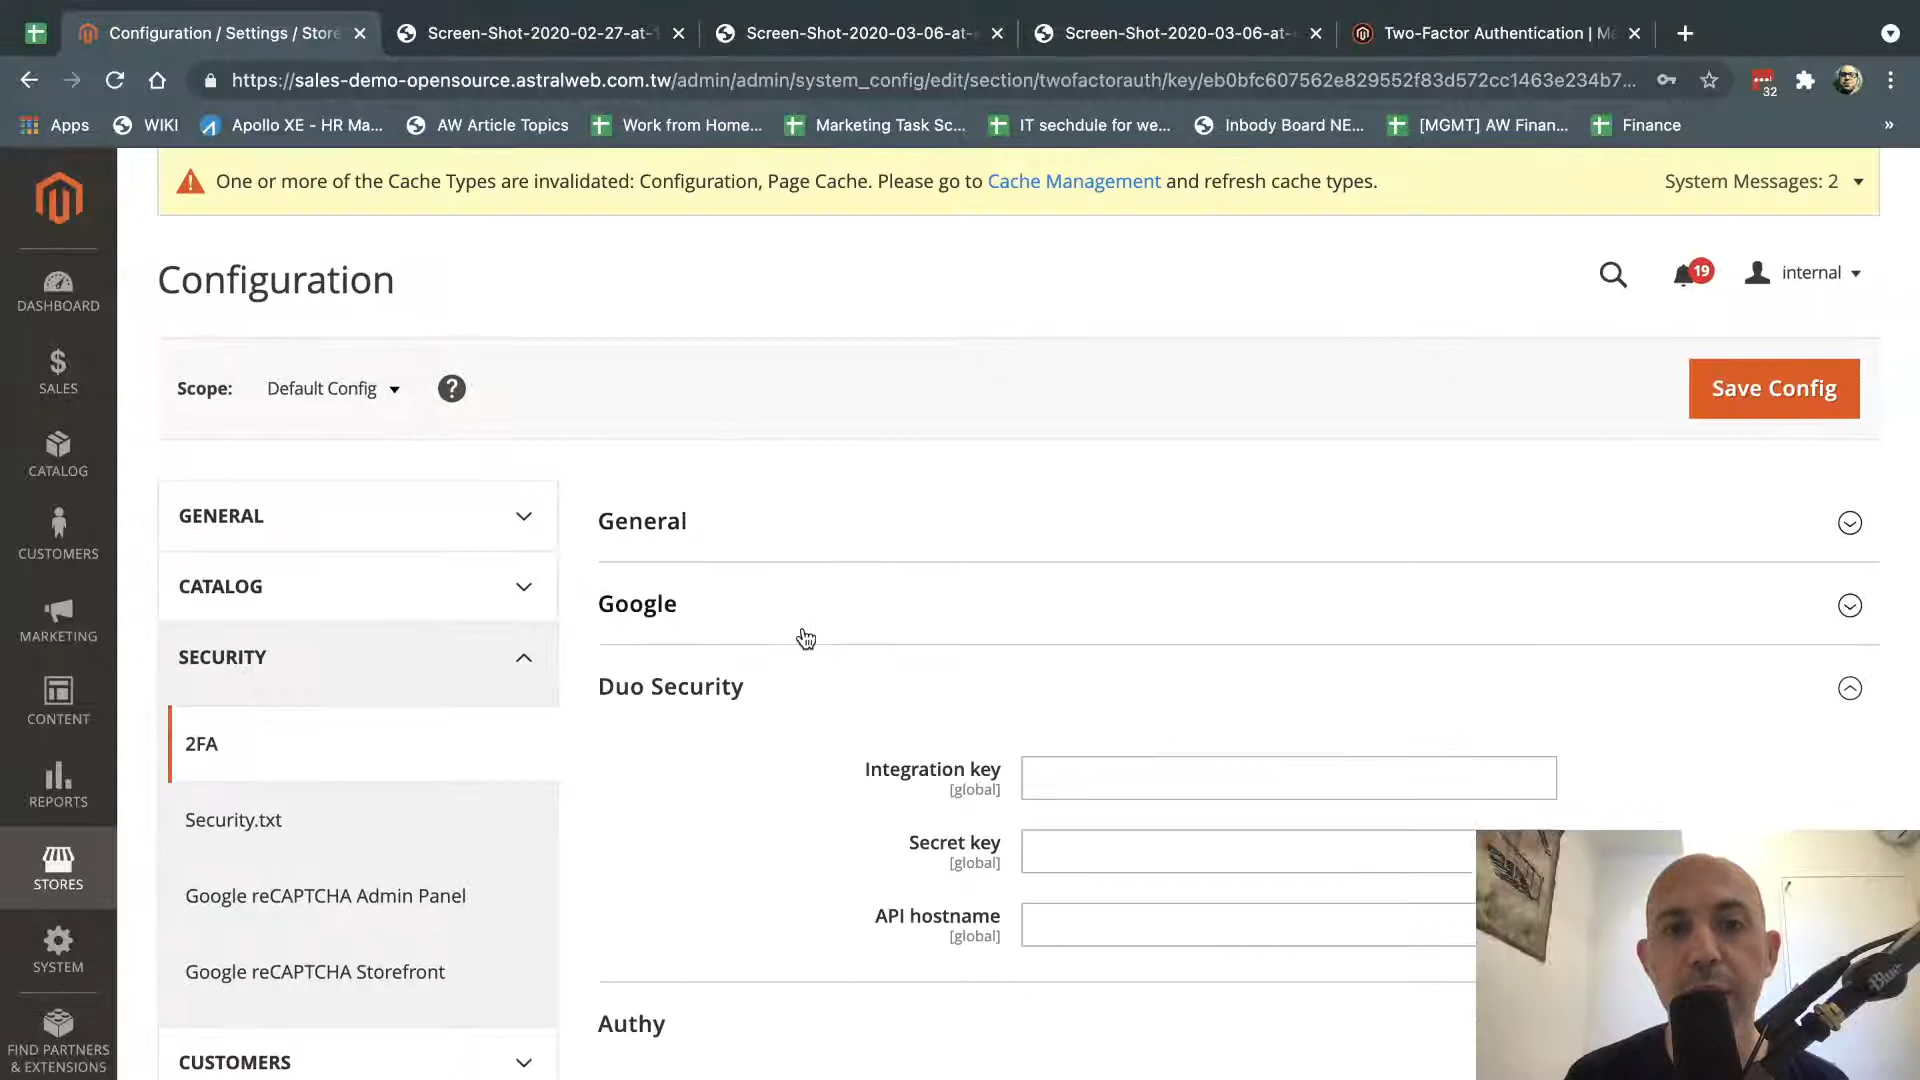 Configuration / Settings / Store
Screen-Shot-2020-02-27-at-1
Screen-Shot-2020-03-06-at-
Screen-Shot-2020-03-06-at-
Two-Factor Authentication | Ma
https://sales-demo-opensource.astralweb.com.tw/admin/admin/system_config/edit/section/twofactorauth/key/eb0bfc607562e829552f83d572cc1463e234b7...
32
Apps
WIKI
Apollo XE - HR Ma...
AW Article Topics
Work from Home...
Marketing Task Sc...
IT sechdule for we...
Inbody Board NE...
[MGMT] AW Finan...
Finance
»
One or more of the Cache Types are invalidated: Configuration, Page Cache. Please go to Cache Management and refresh cache types.
System Messages: 2
Configuration
19
internal
Scope:
Default Config
?
Save Config
DASHBOARD
SALES
CATALOG
CUSTOMERS
MARKETING
CONTENT
REPORTS
STORES
SYSTEM
FIND PARTNERS
& EXTENSIONS
GENERAL
CATALOG
SECURITY
2FA
Security.txt
Google reCAPTCHA Admin Panel
Google reCAPTCHA Storefront
CUSTOMERS
General
Google
Duo Security
Integration key
[global]
Secret key
[global]
API hostname
[global]
Authy
Blue